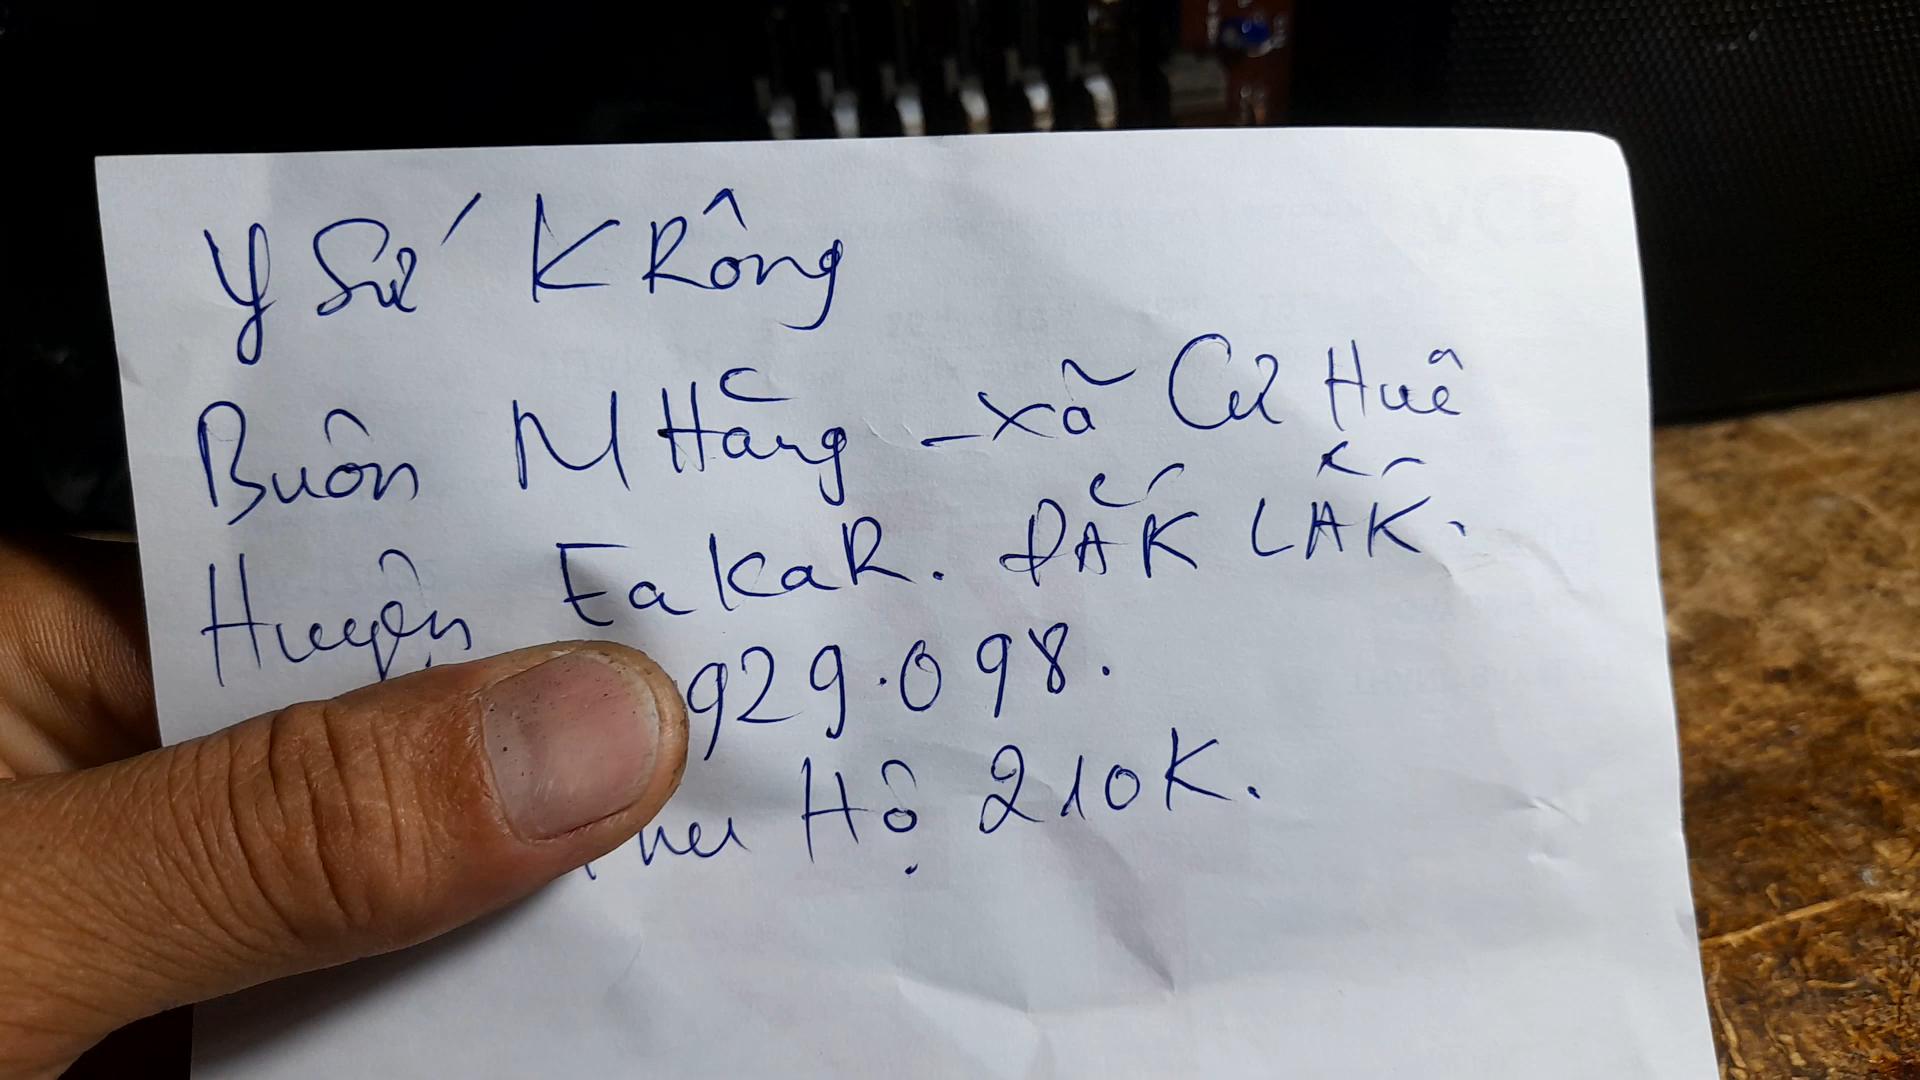 Y Sứ KRông
Buôn M Hăng - xã Cư Huê
Huyện EaKaR. ĐẮK LẮK.
929.098.
Hộ 210K.